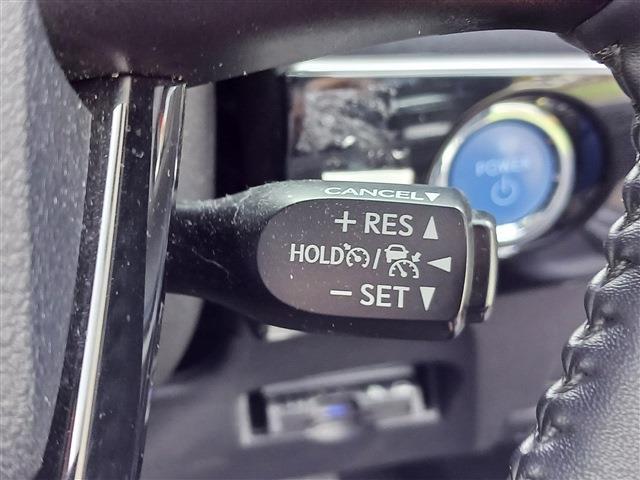 CANCEL▼
+ RES ▲
HOLD / ◀
− SET ▼
POWER